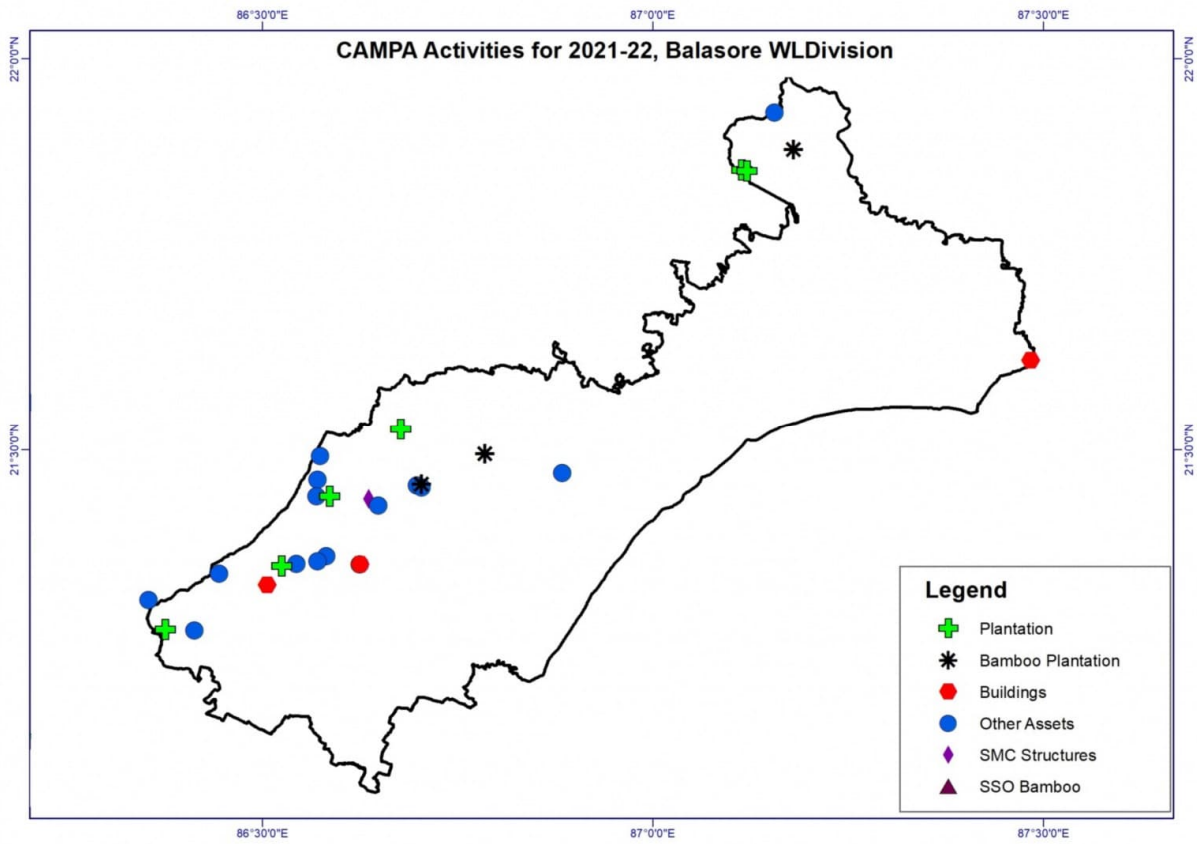 86°30'0"E 87°0'0"E 87°30'0"E
22°0'0"N
CAMPA Activities for 2021-22, Balasore WLDivision
22°0'0"N
21°30'0"N
21°30'0"N
Legend
Plantation
Bamboo Plantation
Buildings
Other Assets
SMC Structures
SSO Bamboo
86°30'0"E 87°0'0"E 87°30'0"E